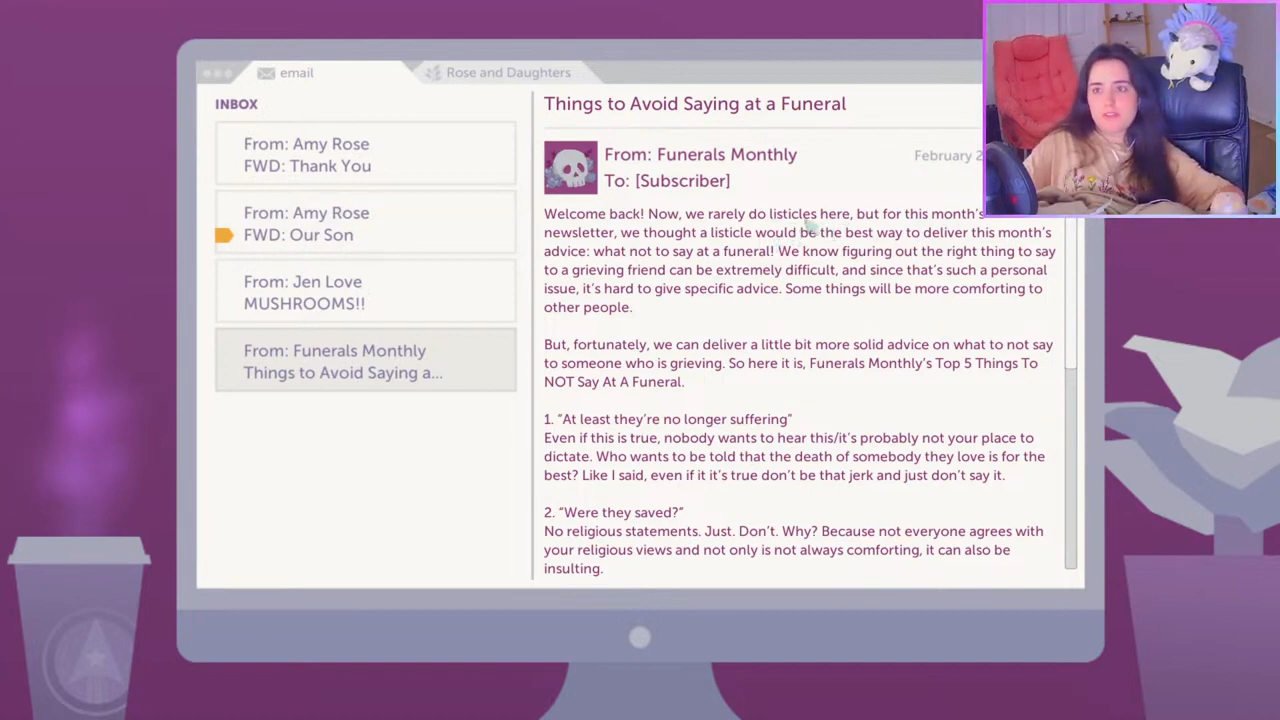 email
Rose and Daughters
INBOX
From: Amy Rose
FWD: Thank You
From: Amy Rose
FWD: Our Son
From: Jen Love
MUSHROOMS!!
From: Funerals Monthly
Things to Avoid Saying a...
Things to Avoid Saying at a Funeral
From: Funerals Monthly
February 2
To: [Subscriber]
Welcome back! Now, we rarely do listicles here, but for this month's
newsletter, we thought a listicle would be the best way to deliver this month's
advice: what not to say at a funeral! We know figuring out the right thing to say
to a grieving friend can be extremely difficult, and since that's such a personal
issue, it's hard to give specific advice. Some things will be more comforting to
other people.
But, fortunately, we can deliver a little bit more solid advice on what to not say
to someone who is grieving. So here it is, Funerals Monthly's Top 5 Things To
NOT Say At A Funeral.
1. "At least they're no longer suffering"
Even if this is true, nobody wants to hear this/it's probably not your place to
dictate. Who wants to be told that the death of somebody they love is for the
best? Like I said, even if it it's true don't be that jerk and just don't say it.
2. "Were they saved?"
No religious statements. Just. Don't. Why? Because not everyone agrees with
your religious views and not only is not always comforting, it can also be
insulting.